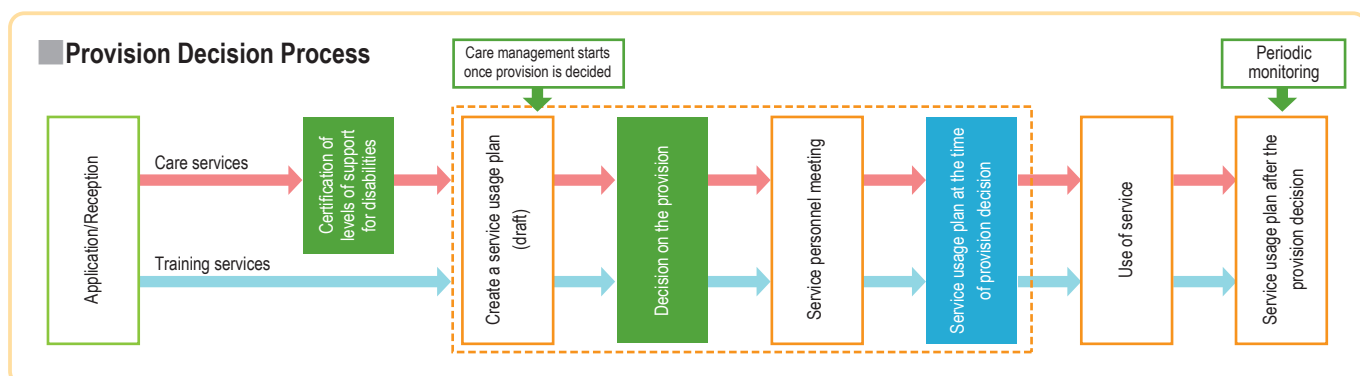 Provision Decision Process
Care management starts
once provision is decided
Periodic
monitoring
Application/Reception
Care services
Training services
Certification of
levels of support
for disabilities
Create a service usage plan
(draft)
Decision on the provision
Service personnel meeting
Service usage plan at the time
of provision decision
Use of service
Service usage plan after the
provision decision